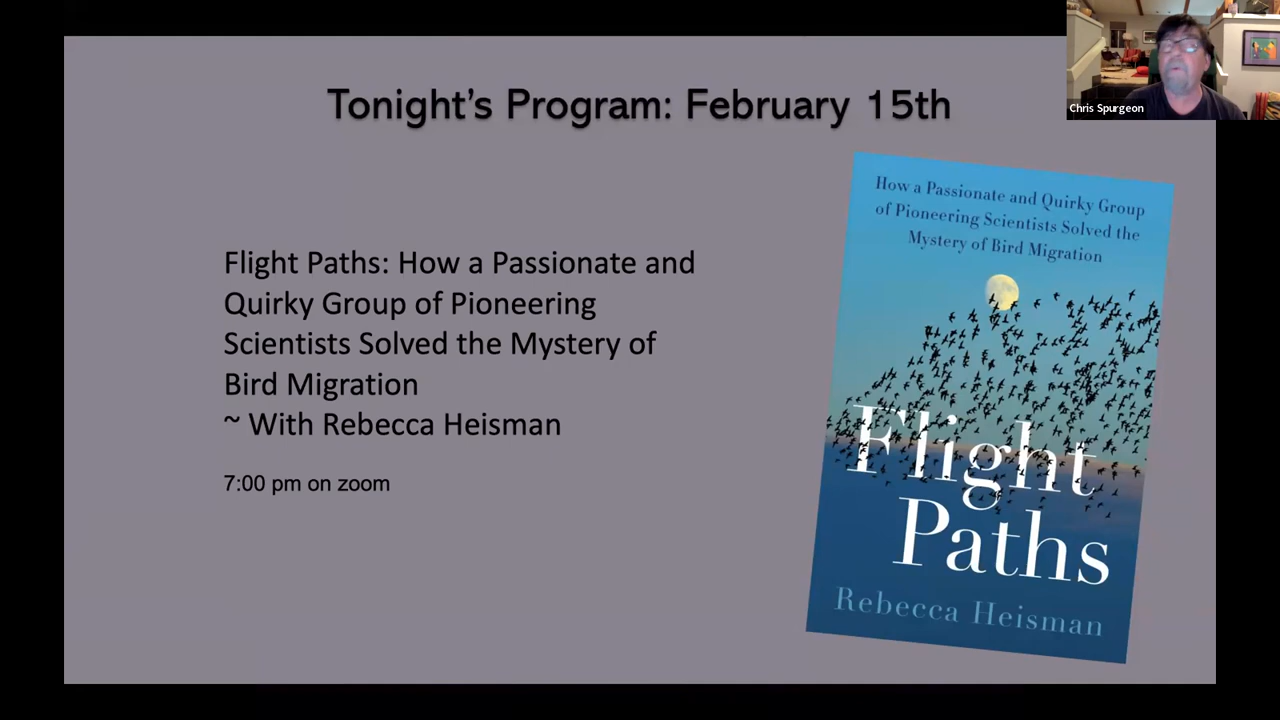 Tonight's Program: February 15th
Chris Spurgeon
Flight Paths: How a Passionate and
Quirky Group of Pioneering
Scientists Solved the Mystery of
Bird Migration
~ With Rebecca Heisman
7:00 pm on zoom
How a Passionate and Quirky Group
of Pioneering Scientists Solved the
Mystery of Bird Migration
Flight
Paths
Rebecca Heisman